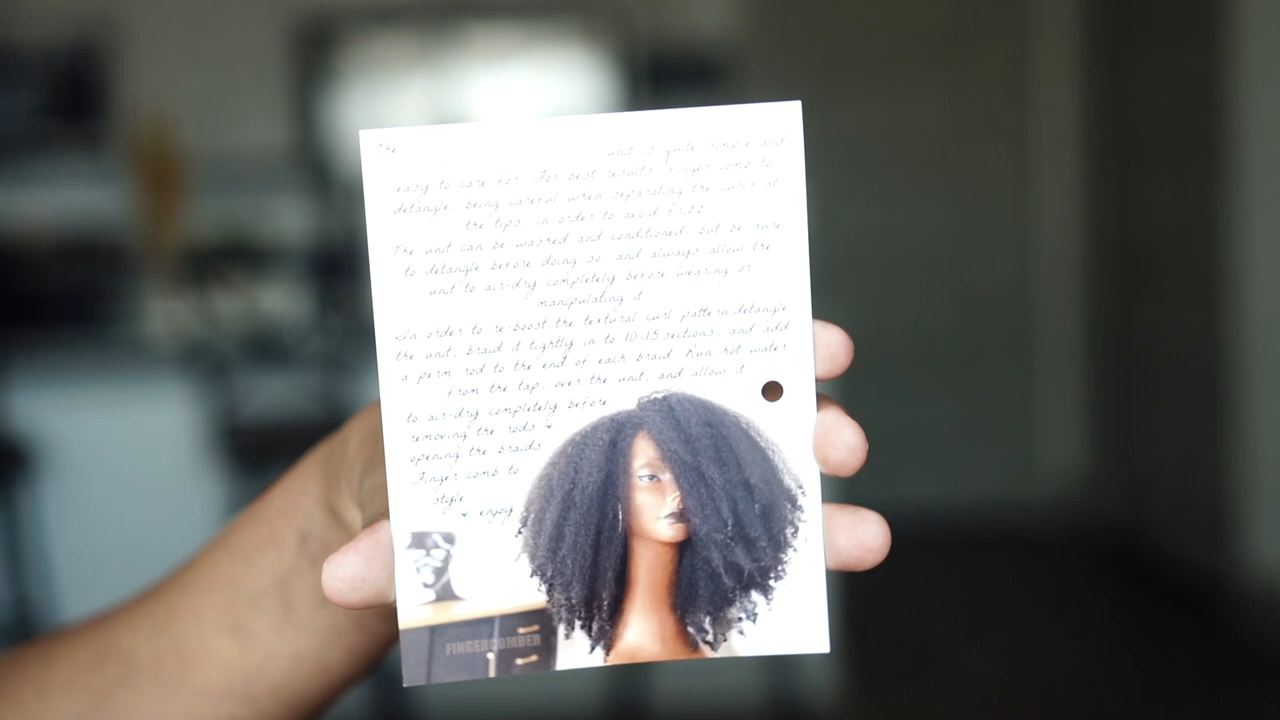 The unit is quite simple and
easy to care for. For best results, finger comb to
detangle, being careful when separating the curls at
the tips, in order to avoid frizz
The unit can be washed and conditioned, but be sure
to detangle before doing so, and always allow the
unit to air-dry completely before wearing or
manipulating it
In order to re-boost the textural curl pattern, detangle
the unit, braid it tightly in to 10-15 sections, and add
a perm rod to the end of each braid. Run hot water
from the tap, over the unit, and allow it
to air-dry completely before
removing the rods &
opening the braids
Finger comb to
style
& enjoy
FINGERCOMBER